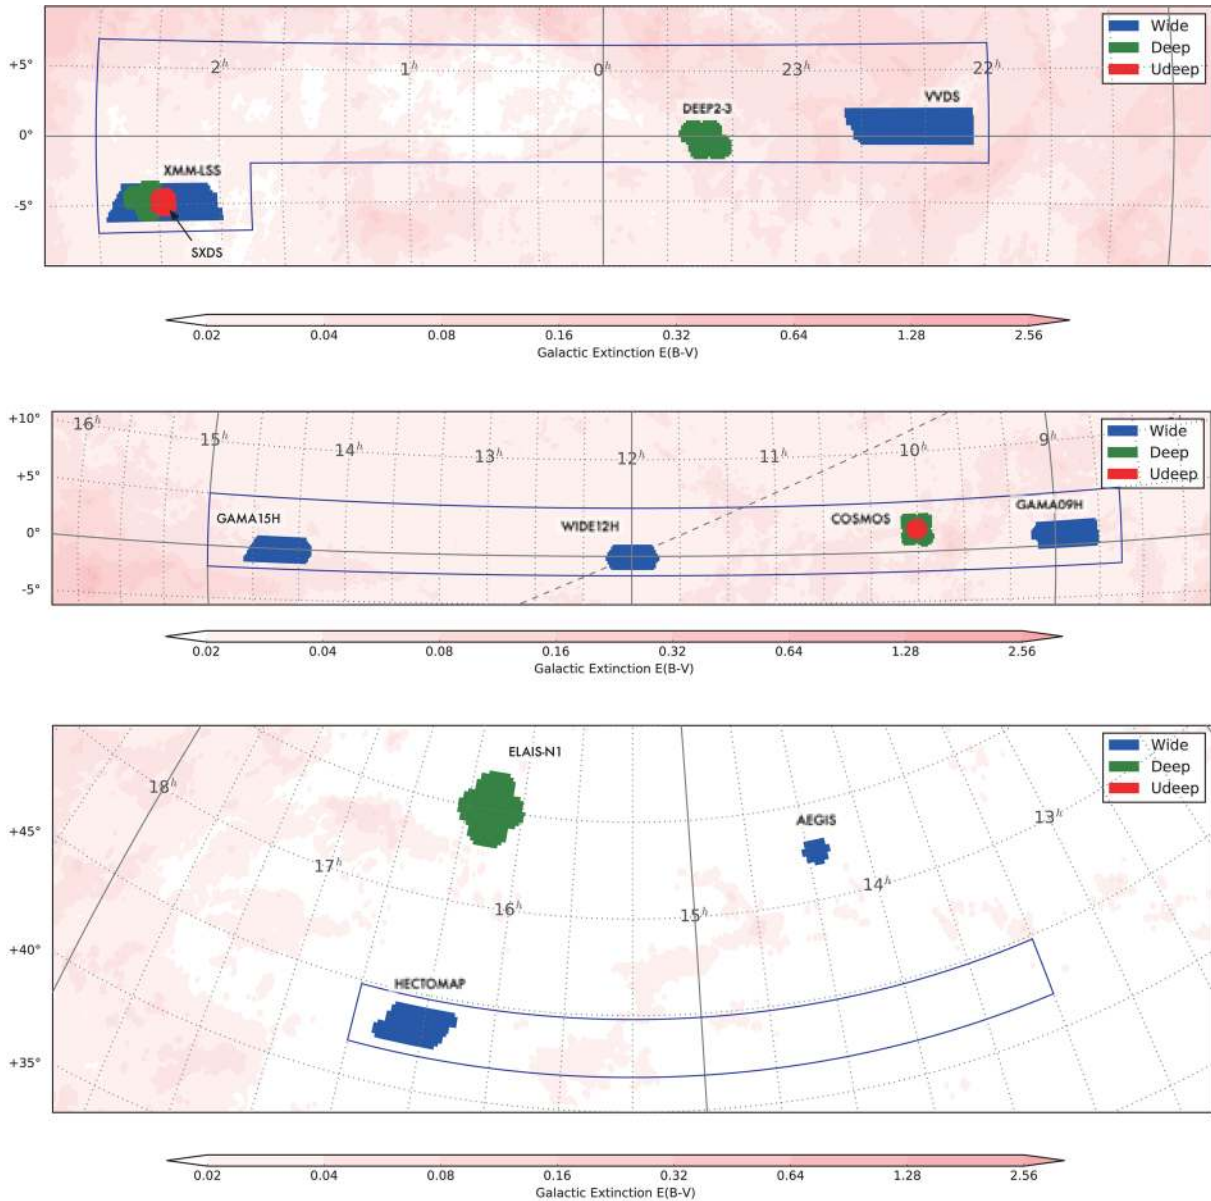 2h 1h 0h 23 22h
Wide
Deep
Udeep
+5°
0°
-5°
DEEP2-3
VVDS
XMM-LSS
SXDS
0.02 0.04 0.08 0.16 0.32 0.64 1.28 2.56
Galactic Extinction E(B-V)
+10°
+5°
0°
-5°
16h 15h 14h 13h 12h 11h 10h 9h
Wide
Deep
Udeep
GAMA15H
WIDE12H
COSMOS
GAMA09H
0.02 0.04 0.08 0.16 0.32 0.64 1.28 2.56
Galactic Extinction E(B-V)
Wide
Deep
Udeep
ELAIS-N1
AEGIS
18h 17h 16h 15h 14h 13h
+45°
+40°
+35°
HECTOMAP
0.02 0.04 0.08 0.16 0.32 0.64 1.28 2.56
Galactic Extinction E(B-V)